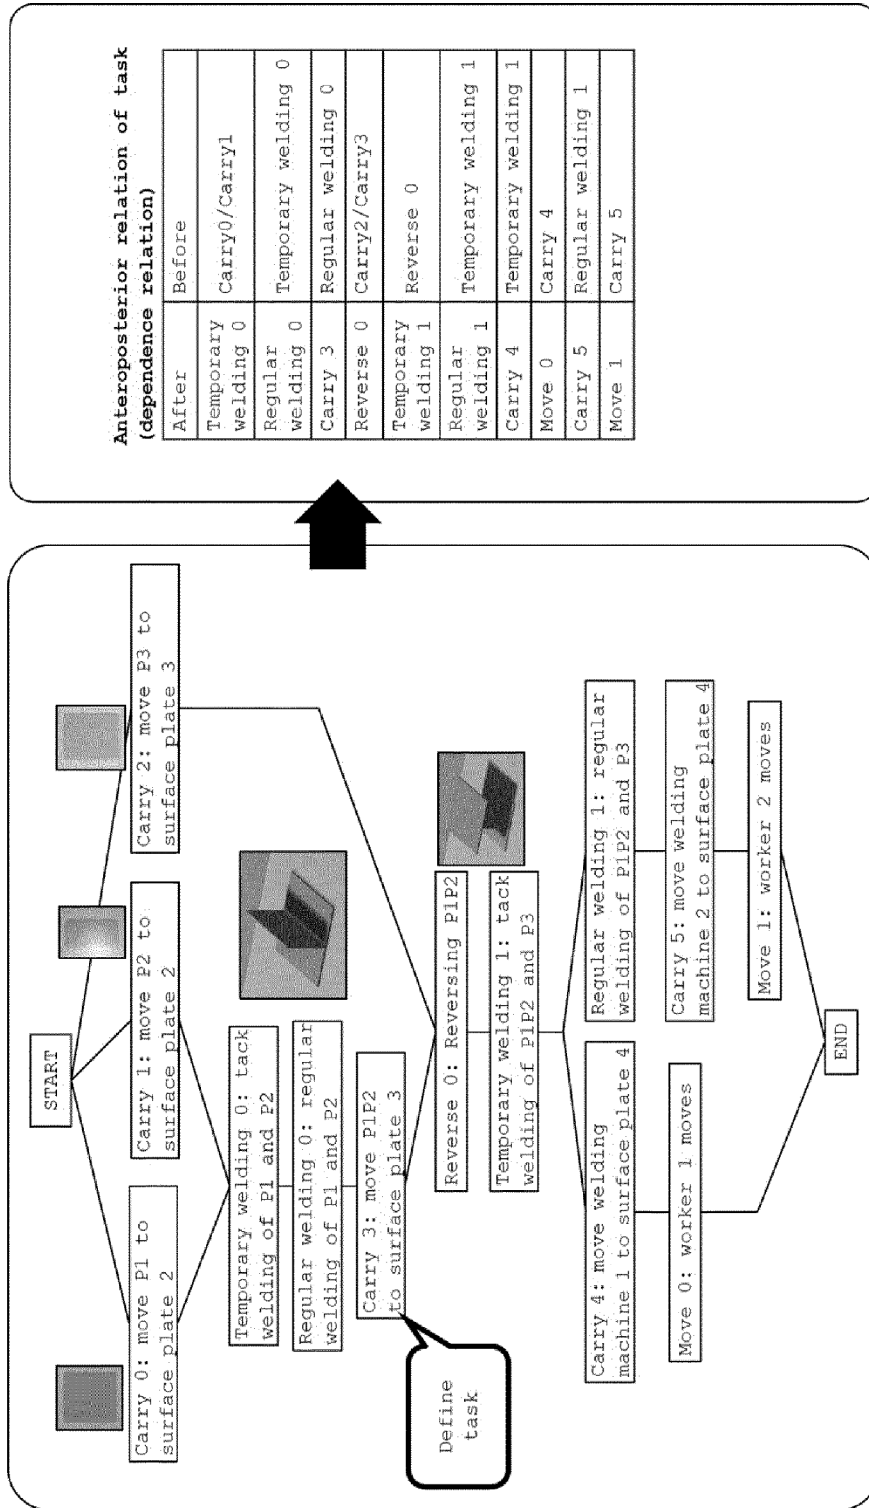 START
Carry 0: move P1 to
surface plate 2
Carry 1: move P2 to
surface plate 2
Carry 2: move P3 to
surface plate 3
Temporary welding 0: tack
welding of P1 and P2
Regular welding 0: regular
welding of P1 and P2
Carry 3: move P1P2
to surface plate 3
Define
task
Reverse 0: Reversing P1P2
Temporary welding 1: tack
welding of P1P2 and P3
Carry 4: move welding
machine 1 to surface plate 4
Regular welding 1: regular
welding of P1P2 and P3
Move 0: worker 1 moves
Carry 5: move welding
machine 2 to surface plate 4
Move 1: worker 2 moves
END
Anteroposterior relation of task
(dependence relation)
After Before
Temporary
welding 0 Carry0/Carry1
Regular
welding 0 Temporary welding 0
Carry 3 Regular welding 0
Reverse 0 Carry2/Carry3
Temporary
welding 1 Reverse 0
Regular
welding 1 Temporary welding 1
Carry 4 Temporary welding 1
Move 0 Carry 4
Carry 5 Regular welding 1
Move 1 Carry 5